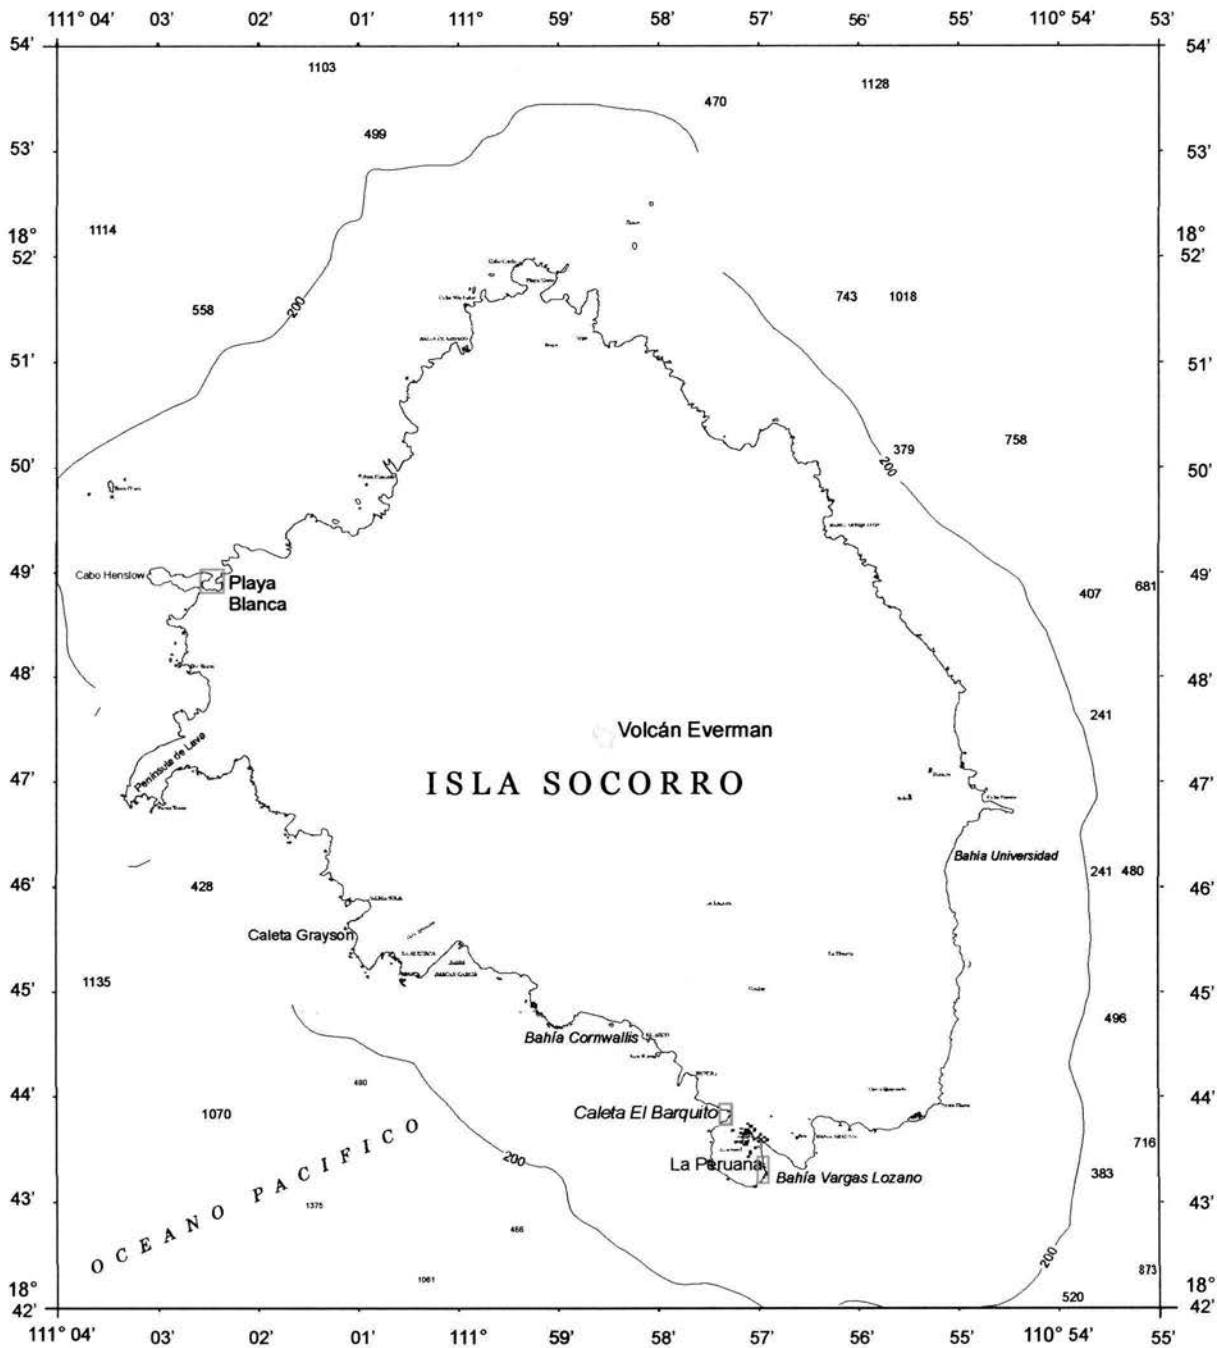 111° 04' 03' 02' 01' 111° 59' 58' 57' 56' 55' 110° 54' 53'
54' 54'
1103
1128
470
499
53' 53'
1114
18° 18°
52' 52'
743 1018
558
200
51' 51'
758
379
50' 200 50'
Cabo Henslow
49' 49'
Playa
Blanca
407 681
48' 48'
241
Volcán Everman
Peninsula de Lava
47' 47'
ISLA SOCORRO
Bahía Universidad
46' 428 241 480 46'
Caleta Grayson
1135
45' 45'
496
Bahía Cornwallis
480
44' 44'
1070
Caleta El Barquito
716
La Peruana
Bahía Vargas Lozano
383
200
43' 43'
OCEANO PACIFICO
1375
466
200
1061
873
18° 18°
520
42' 42'
111° 04' 03' 02' 01' 111° 59' 58' 57' 56' 55' 110° 54' 55'